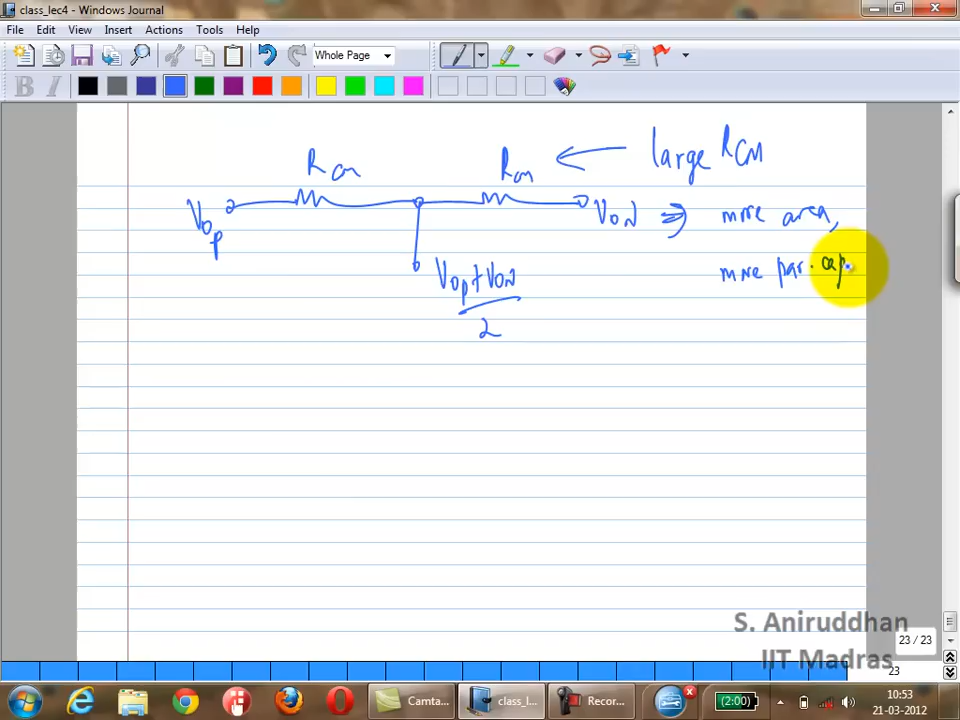 class_lec4 - Windows Journal
File Edit View Insert Actions Tools Help
Whole Page
B I
RCM RCM large RCM
VOP VON ⇒ more area,
VOP+VON more par. cap
2
S. Aniruddhan
IIT Madras
23 / 23
23
Camta... class_l... Recor... (2:00) 10:53
21-03-2012